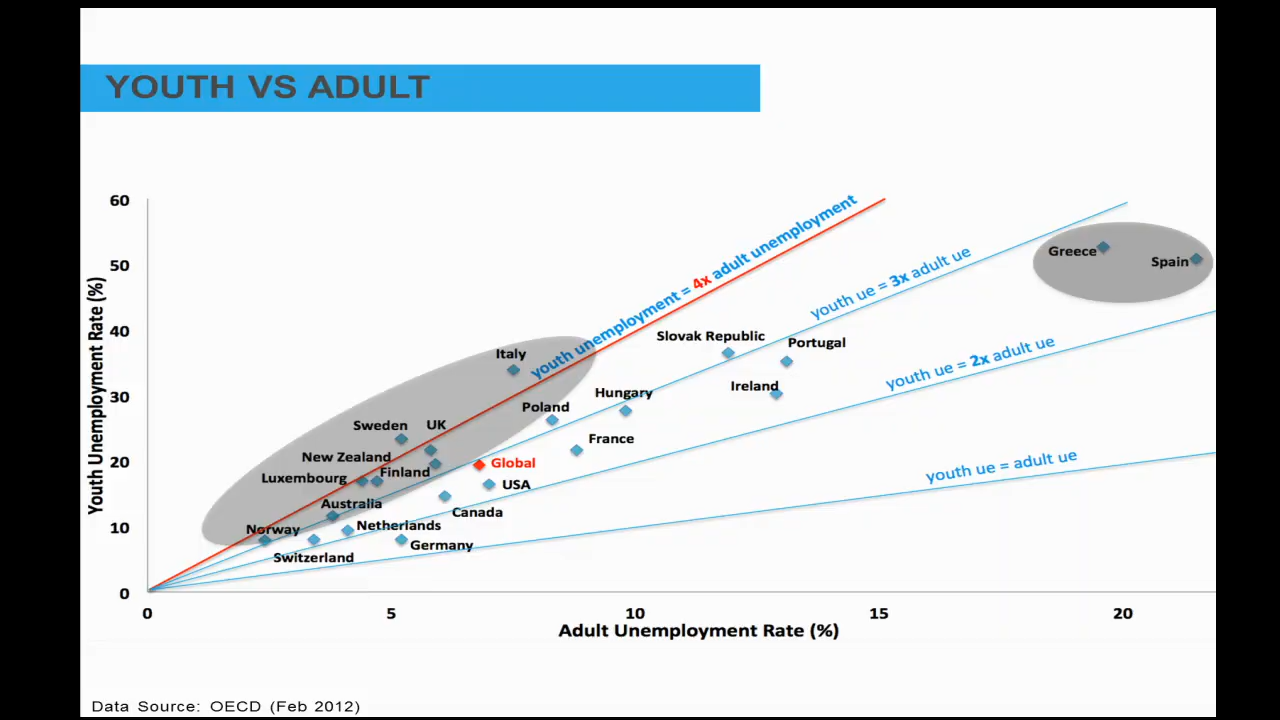 YOUTH VS ADULT
60
50
40
30
20
10
0
Youth Unemployment Rate (%)
youth unemployment = 4x adult unemployment
youth ue = 3x adult ue
youth ue = 2x adult ue
youth ue = adult ue
Greece
Spain
Slovak Republic
Portugal
Italy
Ireland
Hungary
Poland
Sweden
UK
France
New Zealand
Global
Finland
Luxembourg
USA
Australia
Canada
Norway
Netherlands
Germany
Switzerland
0 5 10 15 20
Adult Unemployment Rate (%)
Data Source: OECD (Feb 2012)